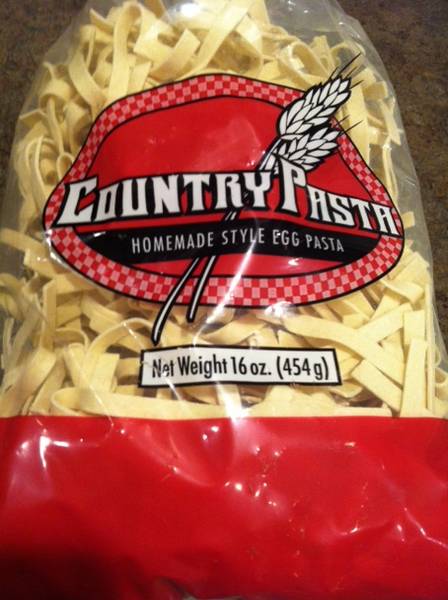 COUNTRY PASTA
HOMEMADE STYLE EGG PASTA
Net Weight 16 oz. (454 g)